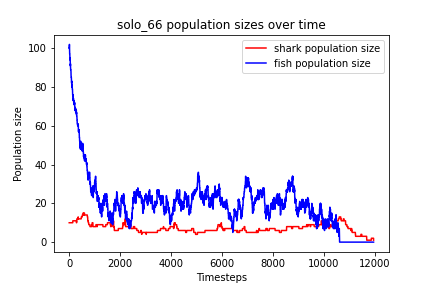 solo_66 population sizes over time
shark population size
fish population size
Population size
100
80
60
40
20
0
0 2000 4000 6000 8000 10000 12000
Timesteps